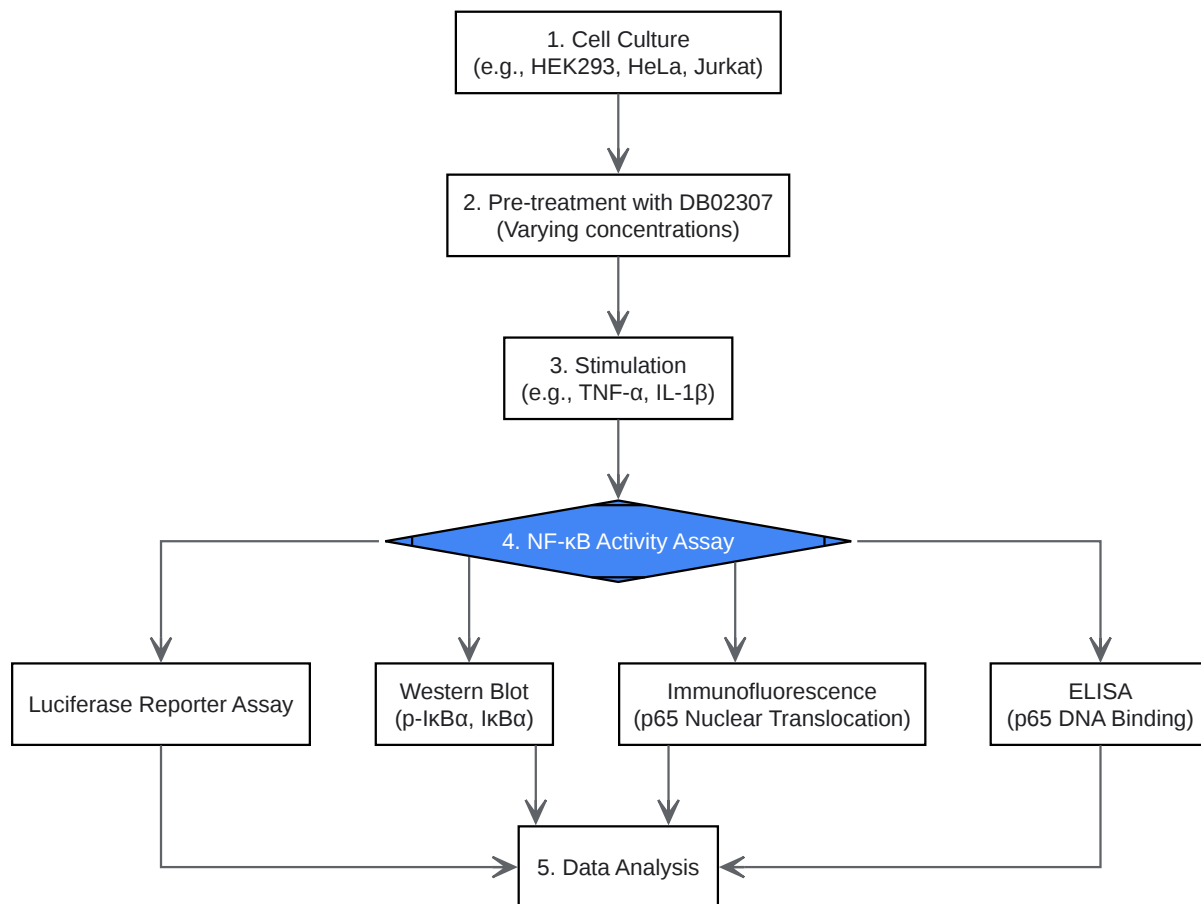 1. Cell Culture
(e.g., HEK293, HeLa, Jurkat)
2. Pre-treatment with DB02307
(Varying concentrations)
3. Stimulation
(e.g., TNF-α, IL-1β)
4. NF-κB Activity Assay
Luciferase Reporter Assay
Western Blot
(p-IκBα, IκBα)
Immunofluorescence
(p65 Nuclear Translocation)
ELISA
(p65 DNA Binding)
5. Data Analysis